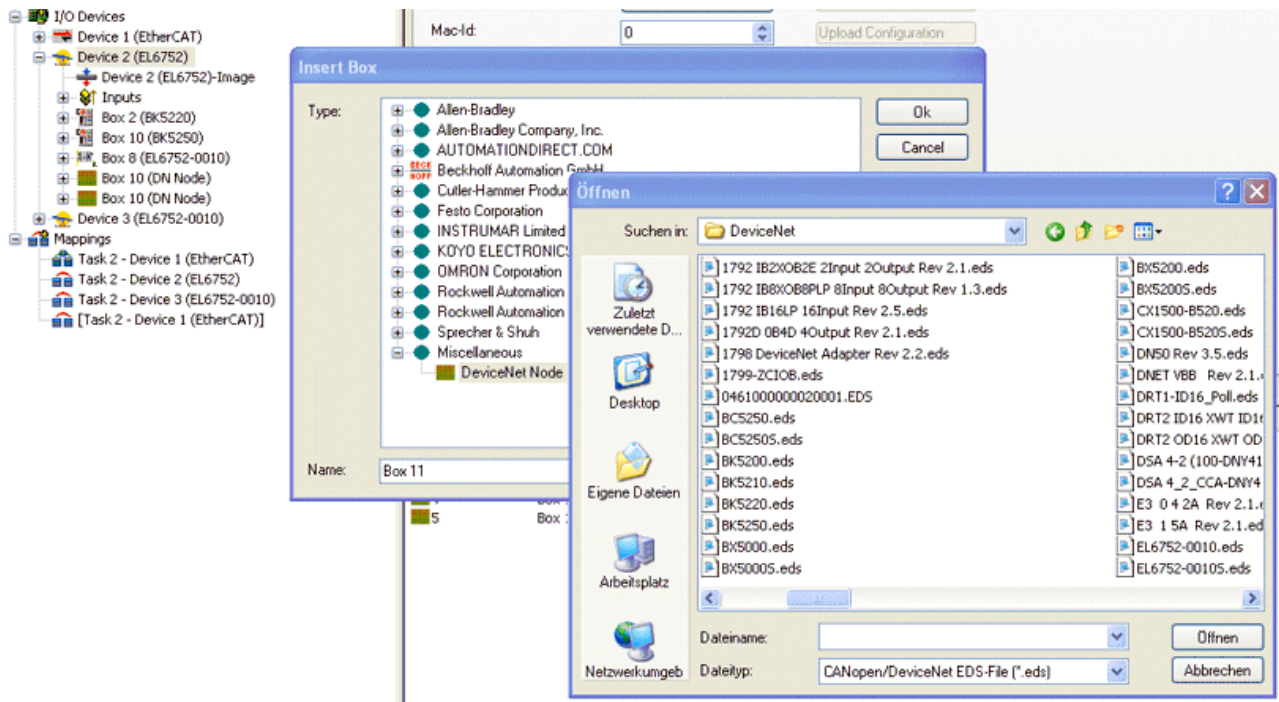 I/O Devices
Device 1 (EtherCAT)
Device 2 (EL6752)
Device 2 (EL6752)-Image
Inputs
Box 2 (BK5220)
Box 10 (BK5250)
Box 8 (EL6752-0010)
Box 10 (DN Node)
Box 10 (DN Node)
Device 3 (EL6752-0010)
Mappings
Task 2 - Device 1 (EtherCAT)
Task 2 - Device 2 (EL6752)
Task 2 - Device 3 (EL6752-0010)
[Task 2 - Device 1 (EtherCAT)]
Mac-Id: 0 Upload Configuration
Insert Box
Type:
Allen-Bradley
Allen-Bradley Company, Inc.
AUTOMATIONDIRECT.COM
BECK
HOFF
Beckhoff Automation GmbH
Cutler-Hammer Produc
Festo Corporation
INSTRUMAR Limited
KOYO ELECTRONICS
OMRON Corporation
Rockwell Automation
Rockwell Automation
Sprecher & Shuh
Miscellaneous
DeviceNet Node
Ok
Cancel
Name: Box 11
5 Box
Öffnen
Suchen in: DeviceNet
Zuletzt
verwendete D...
Desktop
Eigene Dateien
Arbeitsplatz
Netzwerkumgeb
1792 IB2XOB2E 2Input 2Output Rev 2.1.eds
1792 IB8XOB8PLP 8Input 8Output Rev 1.3.eds
1792 IB16LP 16Input Rev 2.5.eds
1792D 0B4D 4Output Rev 2.1.eds
1798 DeviceNet Adapter Rev 2.2.eds
1799-ZCIOB.eds
0461000000020001.EDS
BC5250.eds
BC5250S.eds
BK5200.eds
BK5210.eds
BK5220.eds
BK5250.eds
BX5000.eds
BX5000S.eds
BX5200.eds
BX5200S.eds
CX1500-B520.eds
CX1500-B520S.eds
DN50 Rev 3.5.eds
DNET VBB Rev 2.1.
DRT1-ID16_Poll.eds
DRT2 ID16 XWT ID16
DRT2 OD16 XWT OD
DSA 4-2 (100-DNY41
DSA 4_2_CCA-DNY4
E3 0 4 2A Rev 2.1.
E3 1 5A Rev 2.1.ed
EL6752-0010.eds
EL6752-0010S.eds
Dateiname:
Öffnen
Dateityp: CANopen/DeviceNet EDS-File (*.eds)
Abbrechen